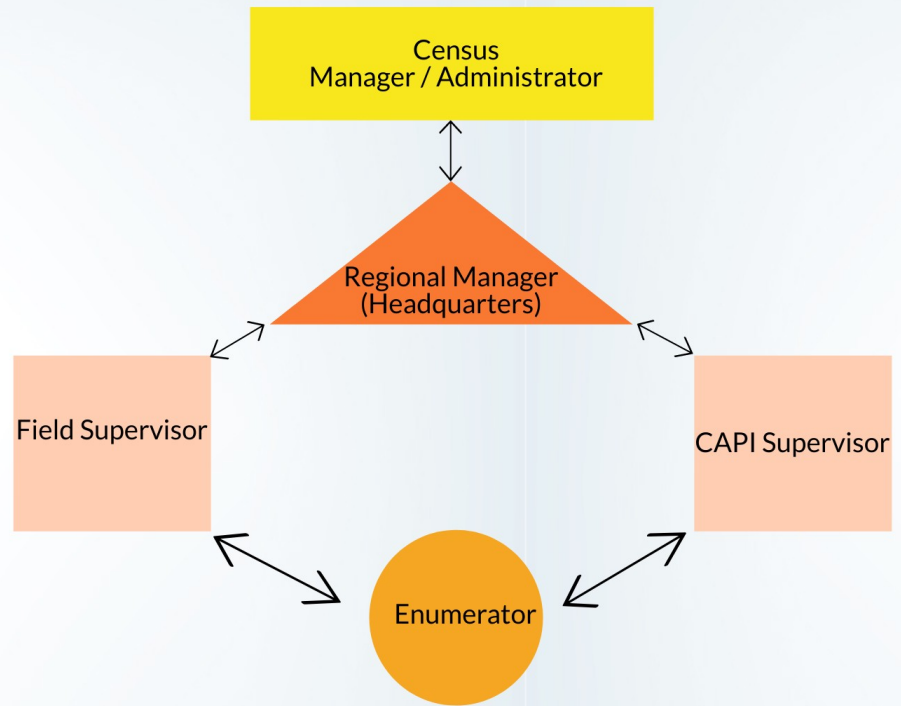 Census
Manager / Administrator
Regional Manager
(Headquarters)
Field Supervisor
CAPI Supervisor
Enumerator